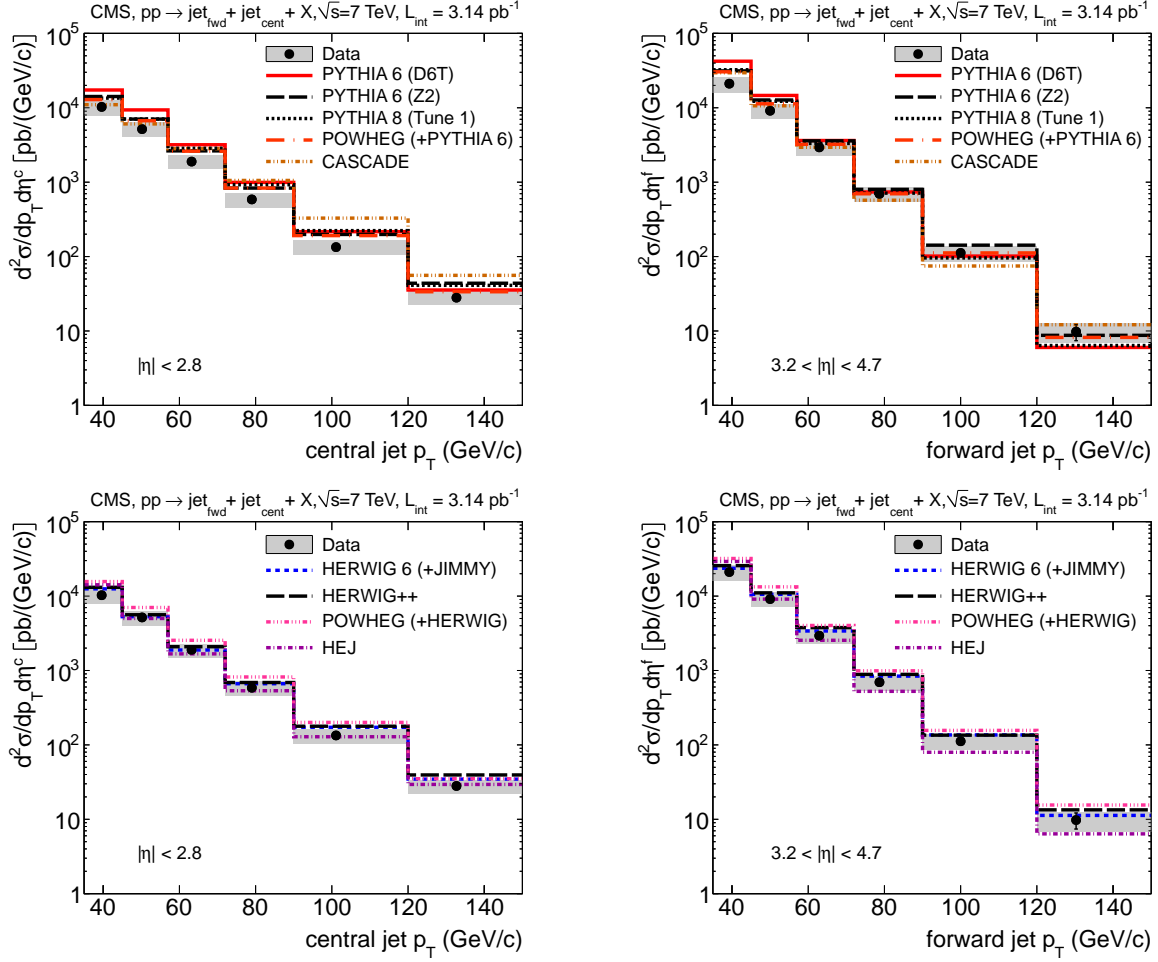 CMS, pp → jet_fwd + jet_cent + X, √s=7 TeV, L_int = 3.14 pb⁻¹
d²σ/dp_T dη^c [pb/(GeV/c)]
10⁵
10⁴
10³
10²
10
1
Data
PYTHIA 6 (D6T)
PYTHIA 6 (Z2)
PYTHIA 8 (Tune 1)
POWHEG (+PYTHIA 6)
CASCADE
|η| < 2.8
40 60 80 100 120 140
central jet p_T (GeV/c)
CMS, pp → jet_fwd + jet_cent + X, √s=7 TeV, L_int = 3.14 pb⁻¹
d²σ/dp_T dη^f [pb/(GeV/c)]
10⁵
10⁴
10³
10²
10
1
Data
PYTHIA 6 (D6T)
PYTHIA 6 (Z2)
PYTHIA 8 (Tune 1)
POWHEG (+PYTHIA 6)
CASCADE
3.2 < |η| < 4.7
40 60 80 100 120 140
forward jet p_T (GeV/c)
CMS, pp → jet_fwd + jet_cent + X, √s=7 TeV, L_int = 3.14 pb⁻¹
d²σ/dp_T dη^c [pb/(GeV/c)]
10⁵
10⁴
10³
10²
10
1
Data
HERWIG 6 (+JIMMY)
HERWIG++
POWHEG (+HERWIG)
HEJ
|η| < 2.8
40 60 80 100 120 140
central jet p_T (GeV/c)
CMS, pp → jet_fwd + jet_cent + X, √s=7 TeV, L_int = 3.14 pb⁻¹
d²σ/dp_T dη^f [pb/(GeV/c)]
10⁵
10⁴
10³
10²
10
1
Data
HERWIG 6 (+JIMMY)
HERWIG++
POWHEG (+HERWIG)
HEJ
3.2 < |η| < 4.7
40 60 80 100 120 140
forward jet p_T (GeV/c)